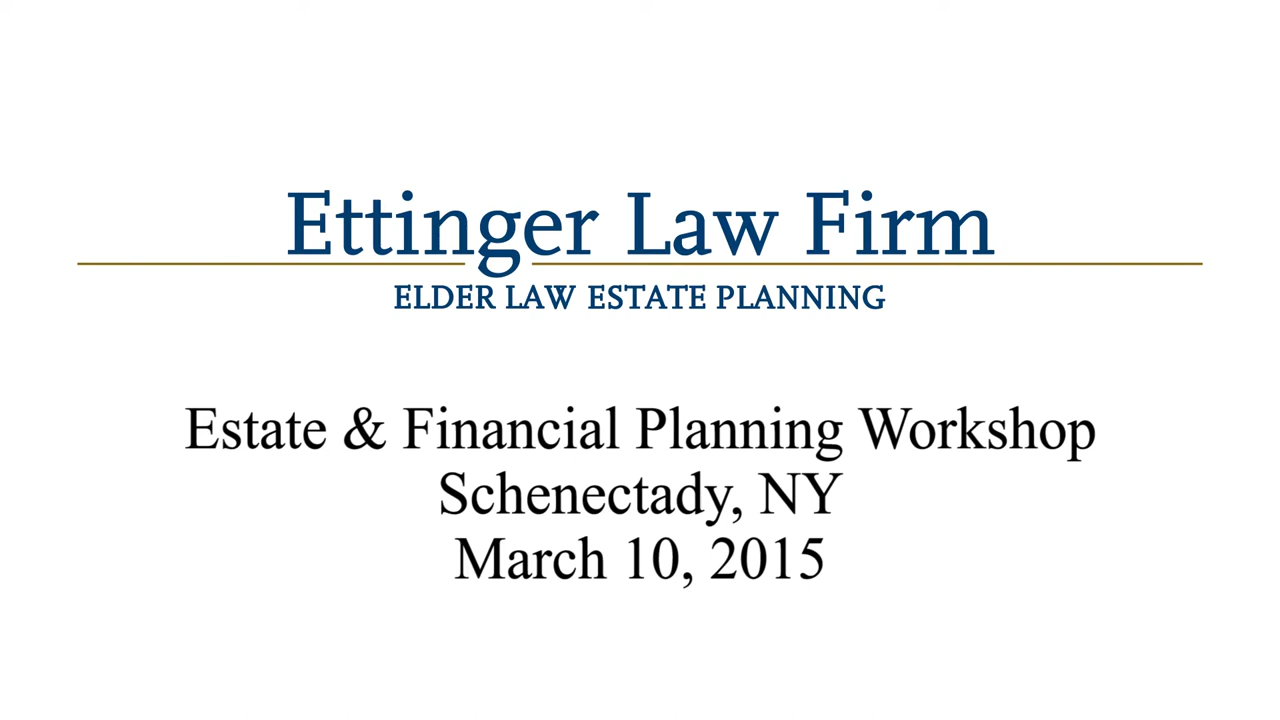 Ettinger Law Firm
ELDER LAW ESTATE PLANNING
Estate & Financial Planning Workshop
Schenectady, NY
March 10, 2015